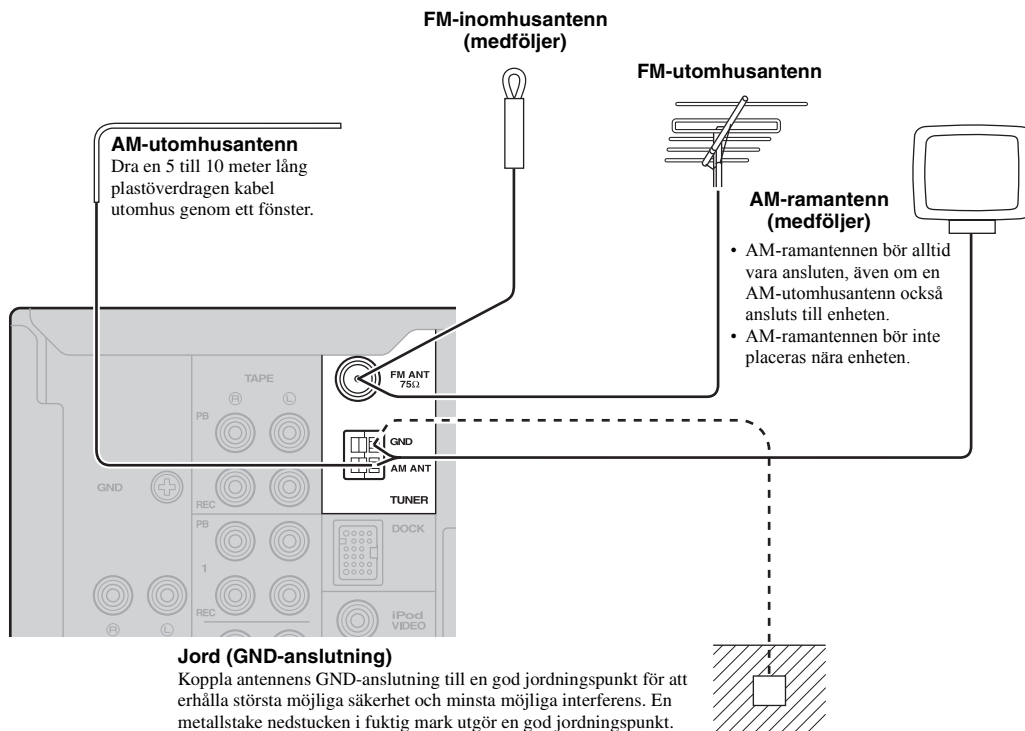 FM-inomhusantenn
(medföljer)
FM-utomhusantenn
AM-utomhusantenn
Dra en 5 till 10 meter lång
plastöverdragen kabel
utomhus genom ett fönster.
AM-ramantenn
(medföljer)
• AM-ramantennen bör alltid
vara ansluten, även om en
AM-utomhusantenn också
ansluts till enheten.
• AM-ramantennen bör inte
placeras nära enheten.
TAPE
R L
PB
REC
GND
PB
1
REC
R L
FM ANT
75Ω
GND
AM ANT
TUNER
DOCK
iPod
VIDEO
Jord (GND-anslutning)
Koppla antennens GND-anslutning till en god jordningspunkt för att
erhålla största möjliga säkerhet och minsta möjliga interferens. En
metallstake nedstucken i fuktig mark utgör en god jordningspunkt.